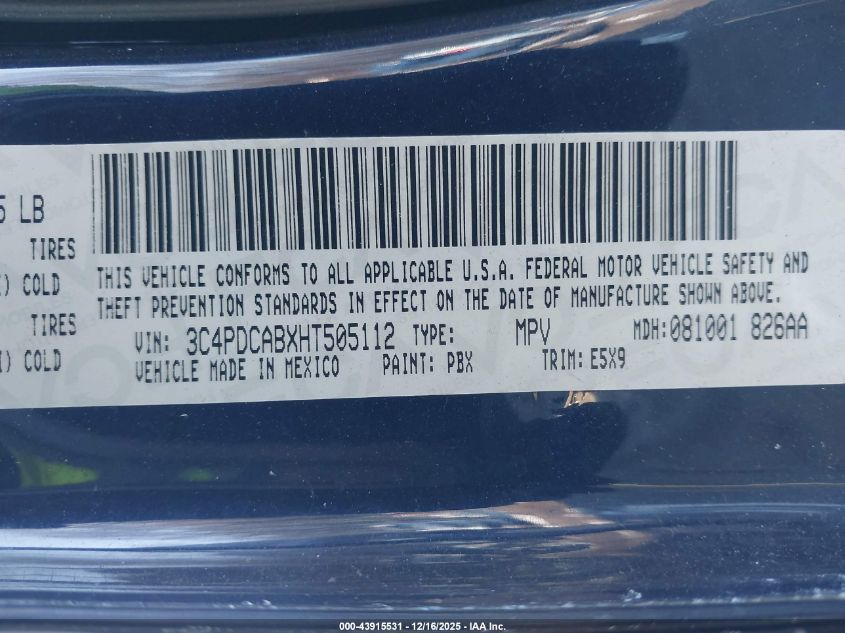 5 LB
TIRES
) COLD
TIRES
) COLD
THIS VEHICLE CONFORMS TO ALL APPLICABLE U.S.A. FEDERAL MOTOR VEHICLE SAFETY AND
THEFT PREVENTION STANDARDS IN EFFECT ON THE DATE OF MANUFACTURE SHOWN ABOVE.
VIN: 3C4PDCABXHT505112 TYPE: MPV MDH:081001 826AA
VEHICLE MADE IN MEXICO PAINT: PBX TRIM: E5X9
000-43915531 - 12/16/2025 - IAA Inc.